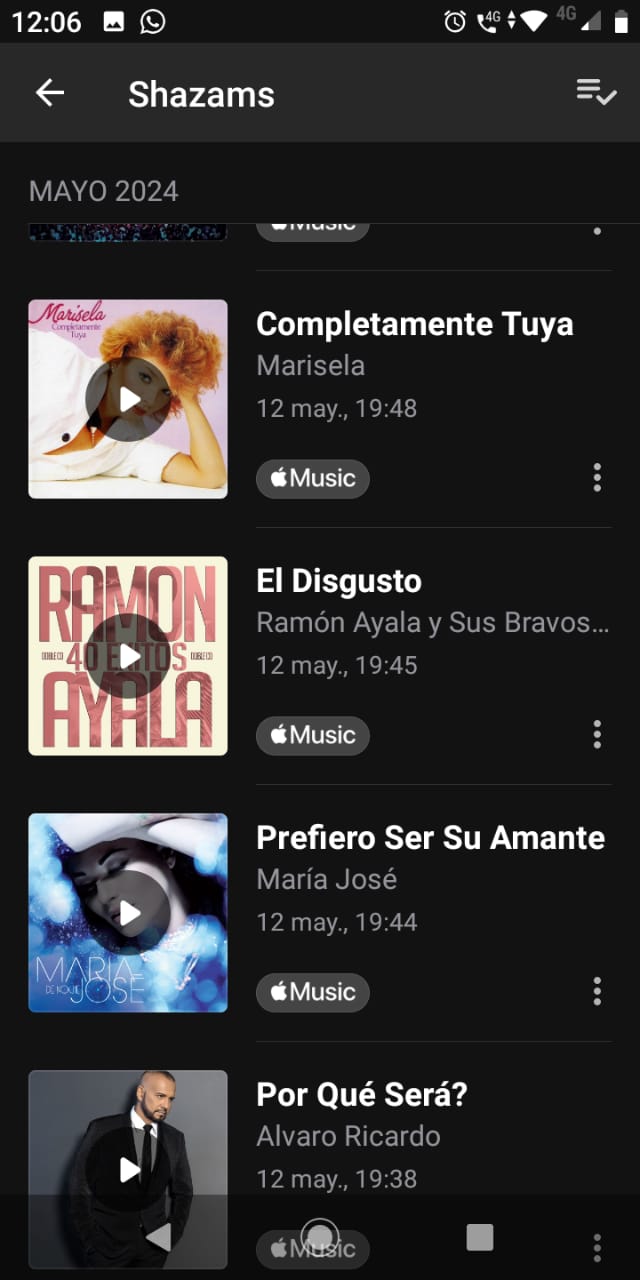 12:06
4G
4G
Shazams
MAYO 2024
Music
Marisela
Completamente
Tuya
Completamente Tuya
Marisela
12 may., 19:48
Music
RAMON
DOBLE CD 40 EXITOS DOBLE CD
AYALA
El Disgusto
Ramón Ayala y Sus Bravos...
12 may., 19:45
Music
MARIA
DE NOCHE
JOSE
Prefiero Ser Su Amante
María José
12 may., 19:44
Music
Por Qué Será?
Alvaro Ricardo
12 may., 19:38
Music